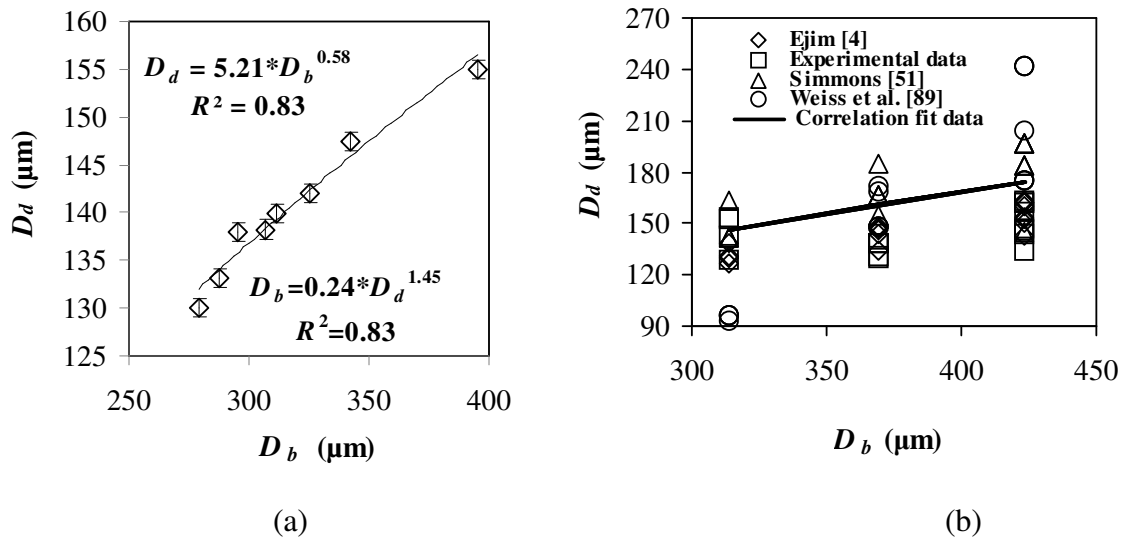 160
155
150
145
140
135
130
125
D_d (µm)
D_d = 5.21*D_b^0.58
R² = 0.83
D_b=0.24*D_d^1.45
R²=0.83
250 300 350 400
D_b (µm)
(a)
270
240
210
180
150
120
90
D_d (µm)
Ejim [4]
Experimental data
Simmons [51]
Weiss et al. [89]
Correlation fit data
300 350 400 450
D_b (µm)
(b)